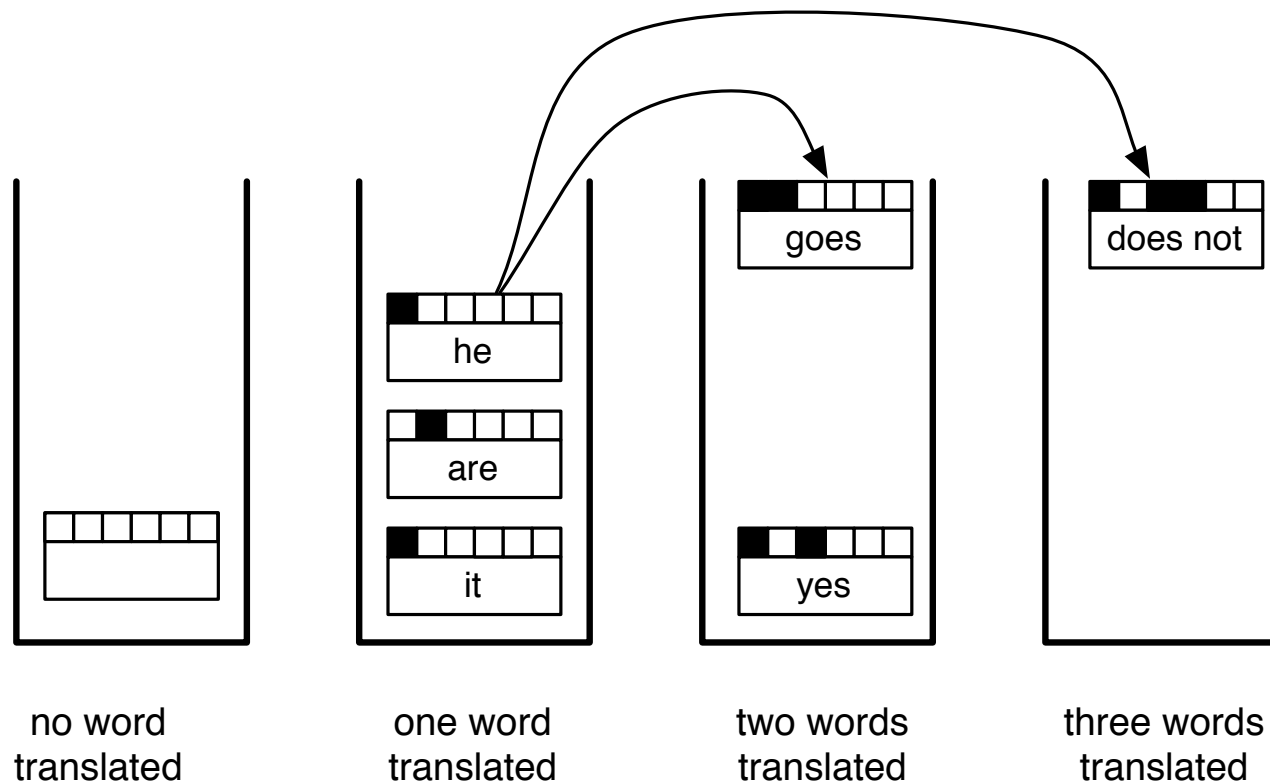 goes
does not
he
are
it
yes
no word
translated
one word
translated
two words
translated
three words
translated